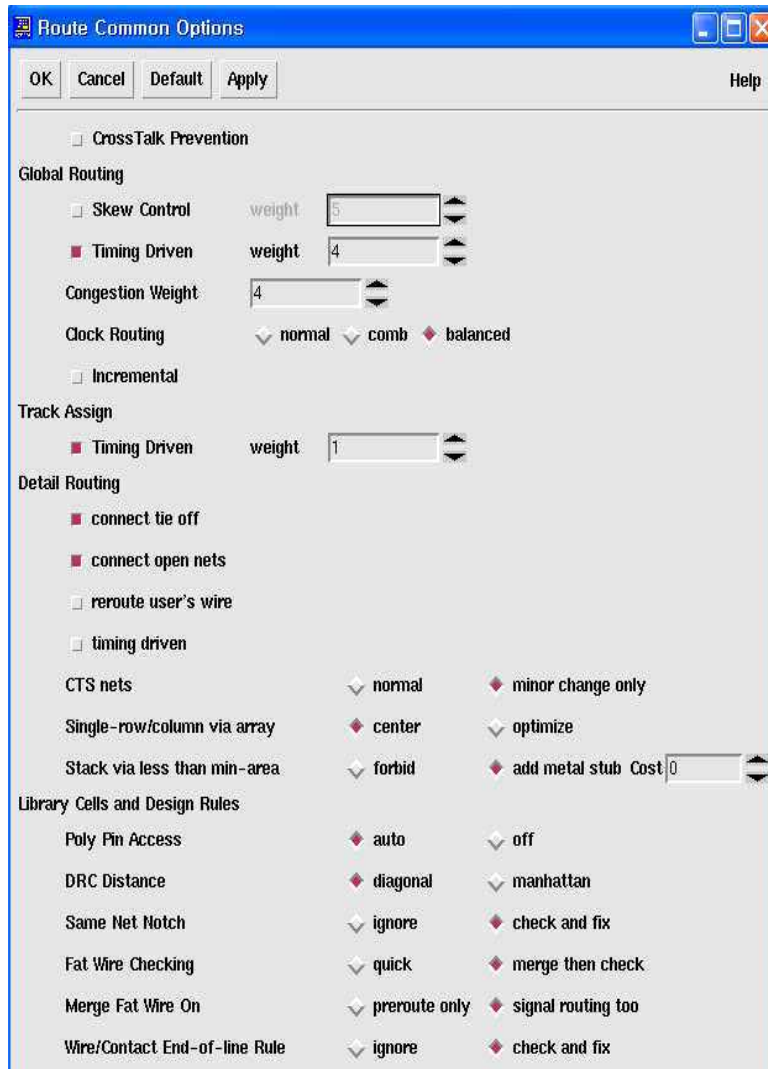 Route Common Options
OK Cancel Default Apply Help
CrossTalk Prevention
Global Routing
Skew Control weight 5
Timing Driven weight 4
Congestion Weight 4
Clock Routing normal comb balanced
Incremental
Track Assign
Timing Driven weight 1
Detail Routing
connect tie off
connect open nets
reroute user's wire
timing driven
CTS nets normal minor change only
Single-row/column via array center optimize
Stack via less than min-area forbid add metal stub Cost 0
Library Cells and Design Rules
Poly Pin Access auto off
DRC Distance diagonal manhattan
Same Net Notch ignore check and fix
Fat Wire Checking quick merge then check
Merge Fat Wire On preroute only signal routing too
Wire/Contact End-of-line Rule ignore check and fix